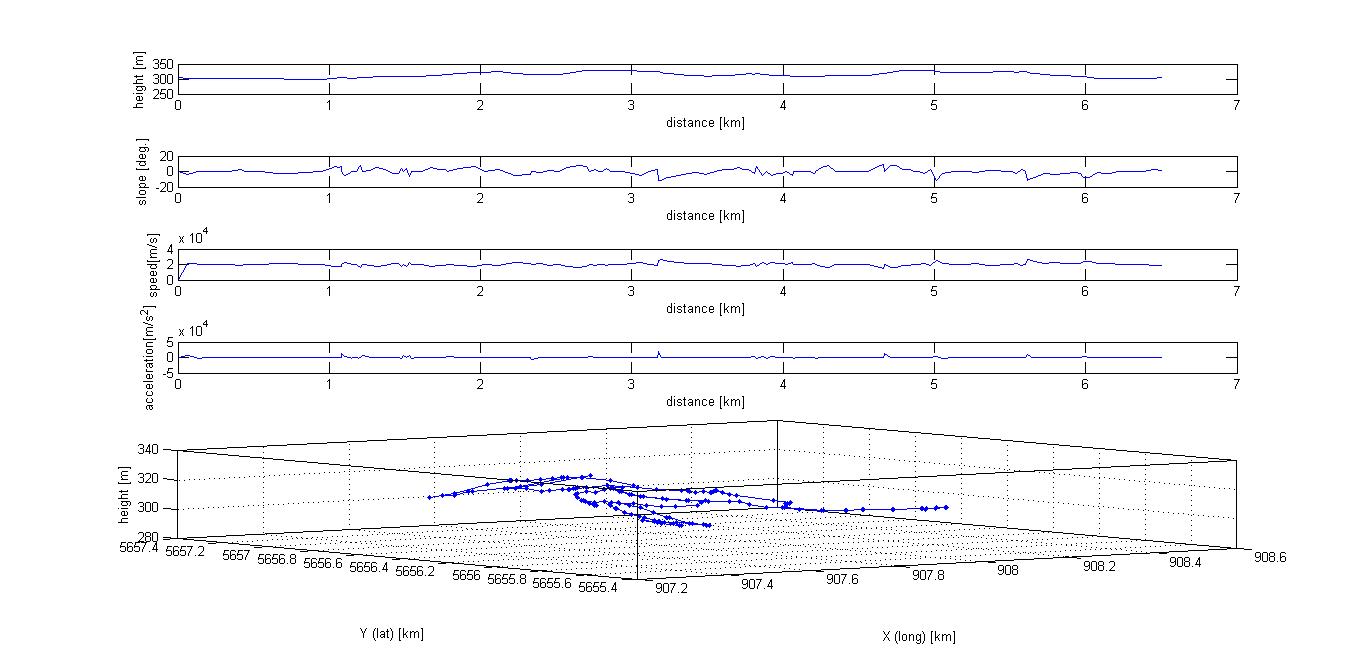 height [m]
350
300
250
0 1 2 3 4 5 6 7
distance [km]
slope [deg.]
20
0
-20
0 1 2 3 4 5 6 7
distance [km]
x 10^4
speed[m/s]
4
2
0
0 1 2 3 4 5 6 7
distance [km]
x 10^4
acceleration[m/s^2]
5
0
-5
0 1 2 3 4 5 6 7
distance [km]
height [m]
340
320
300
280
5657.4 5657.2 5657 5656.8 5656.6 5656.4 5656.2 5656 5655.8 5655.6 5655.4
907.2 907.4 907.6 907.8 908 908.2 908.4 908.6
Y (lat) [km]
X (long) [km]